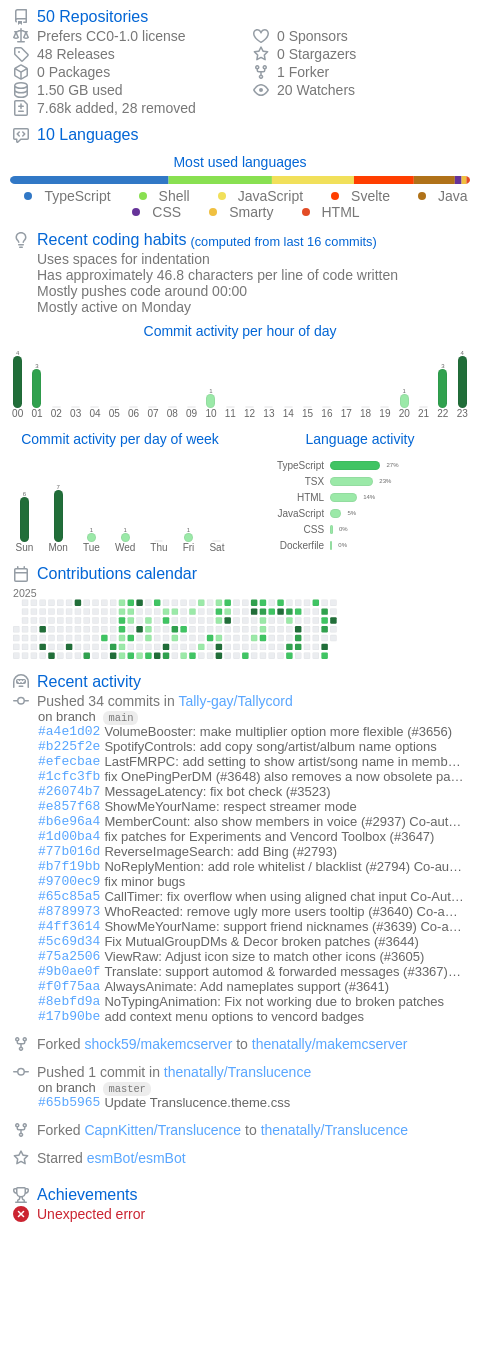 50 Repositories
Prefers CC0-1.0 license
0 Sponsors
48 Releases
0 Stargazers
0 Packages
1 Forker
1.50 GB used
20 Watchers
7.68k added, 28 removed
10 Languages
Most used languages
TypeScript Shell JavaScript Svelte Java
CSS Smarty HTML
Recent coding habits (computed from last 16 commits)
Uses spaces for indentation
Has approximately 46.8 characters per line of code written
Mostly pushes code around 00:00
Mostly active on Monday
Commit activity per hour of day
4 3 1 1 3 4
00 01 02 03 04 05 06 07 08 09 10 11 12 13 14 15 16 17 18 19 20 21 22 23
Commit activity per day of week
6 7 1 1 1
Sun Mon Tue Wed Thu Fri Sat
Language activity
TypeScript 27%
TSX 23%
HTML 14%
JavaScript 5%
CSS 0%
Dockerfile 0%
Contributions calendar
2025
Recent activity
Pushed 34 commits in Tally-gay/Tallycord
on branch main
#a4e1d02 VolumeBooster: make multiplier option more flexible (#3656)
#b225f2e SpotifyControls: add copy song/artist/album name options
#efecbae LastFMRPC: add setting to show artist/song name in memb…
#1cfc3fb fix OnePingPerDM (#3648) also removes a now obsolete pa…
#26074b7 MessageLatency: fix bot check (#3523)
#e857f68 ShowMeYourName: respect streamer mode
#b6e96a4 MemberCount: also show members in voice (#2937) Co-aut…
#1d00ba4 fix patches for Experiments and Vencord Toolbox (#3647)
#77b016d ReverseImageSearch: add Bing (#2793)
#b7f19bb NoReplyMention: add role whitelist / blacklist (#2794) Co-au…
#9700ec9 fix minor bugs
#65c85a5 CallTimer: fix overflow when using aligned chat input Co-Aut…
#8789973 WhoReacted: remove ugly more users tooltip (#3640) Co-a…
#4ff3614 ShowMeYourName: support friend nicknames (#3639) Co-a…
#5c69d34 Fix MutualGroupDMs & Decor broken patches (#3644)
#75a2506 ViewRaw: Adjust icon size to match other icons (#3605)
#9b0ae0f Translate: support automod & forwarded messages (#3367)…
#f0f75aa AlwaysAnimate: Add nameplates support (#3641)
#8ebfd9a NoTypingAnimation: Fix not working due to broken patches
#17b90be add context menu options to vencord badges
Forked shock59/makemcserver to thenatally/makemcserver
Pushed 1 commit in thenatally/Translucence
on branch master
#65b5965 Update Translucence.theme.css
Forked CapnKitten/Translucence to thenatally/Translucence
Starred esmBot/esmBot
Achievements
Unexpected error